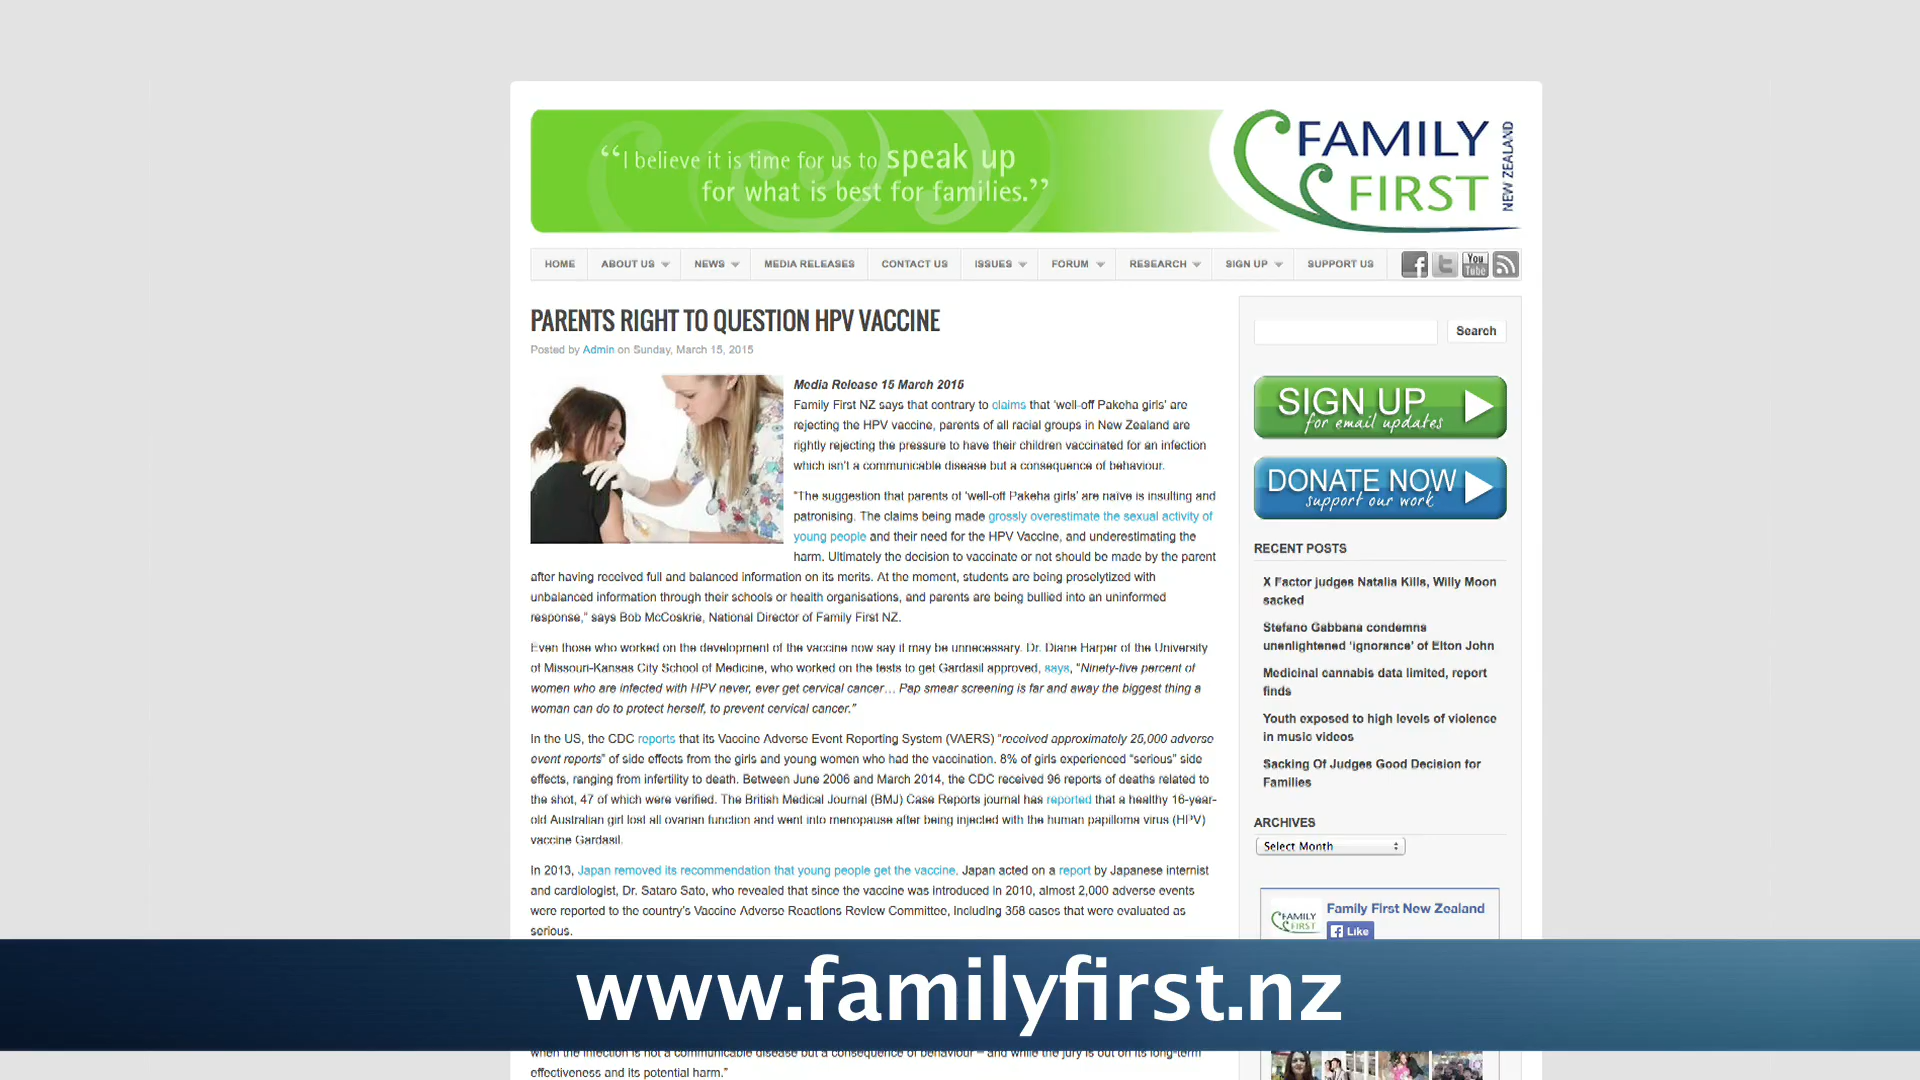 “I believe it is time for us to speak up
for what is best for families.”
FAMILY
FIRST
NEW ZEALAND
HOME ABOUT US NEWS MEDIA RELEASES CONTACT US ISSUES FORUM RESEARCH SIGN UP SUPPORT US
You
Tube
PARENTS RIGHT TO QUESTION HPV VACCINE
Posted by Admin on Sunday, March 15, 2015
Media Release 15 March 2015
Family First NZ says that contrary to claims that 'well-off Pakeha girls' are
rejecting the HPV vaccine, parents of all racial groups in New Zealand are
rightly rejecting the pressure to have their children vaccinated for an infection
which isn't a communicable disease but a consequence of behaviour.
"The suggestion that parents of 'well-off Pakeha girls' are naive is insulting and
patronising. The claims being made grossly overestimate the sexual activity of
young people and their need for the HPV Vaccine, and underestimating the
harm. Ultimately the decision to vaccinate or not should be made by the parent
after having received full and balanced information on its merits. At the moment, students are being proselytized with
unbalanced information through their schools or health organisations, and parents are being bullied into an uninformed
response," says Bob McCoskrie, National Director of Family First NZ.
Even those who worked on the development of the vaccine now say it may be unnecessary. Dr. Diane Harper of the University
of Missouri-Kansas City School of Medicine, who worked on the tests to get Gardasil approved, says, "Ninety-five percent of
women who are infected with HPV never, ever get cervical cancer… Pap smear screening is far and away the biggest thing a
woman can do to protect herself, to prevent cervical cancer."
In the US, the CDC reports that its Vaccine Adverse Event Reporting System (VAERS) "received approximately 25,000 adverse
event reports" of side effects from the girls and young women who had the vaccination. 8% of girls experienced "serious" side
effects, ranging from infertility to death. Between June 2006 and March 2014, the CDC received 96 reports of deaths related to
the shot, 47 of which were verified. The British Medical Journal (BMJ) Case Reports journal has reported that a healthy 16-year-
old Australian girl lost all ovarian function and went into menopause after being injected with the human papilloma virus (HPV)
vaccine Gardasil.
In 2013, Japan removed its recommendation that young people get the vaccine. Japan acted on a report by Japanese internist
and cardiologist, Dr. Sataro Sato, who revealed that since the vaccine was introduced in 2010, almost 2,000 adverse events
were reported to the country's Vaccine Adverse Reactions Review Committee, including 358 cases that were evaluated as
serious.
Search
SIGN UP
for email updates
DONATE NOW
support our work
RECENT POSTS
X Factor judges Natalia Kills, Willy Moon
sacked
Stefano Gabbana condemns
unenlightened 'ignorance' of Elton John
Medicinal cannabis data limited, report
finds
Youth exposed to high levels of violence
in music videos
Sacking Of Judges Good Decision for
Families
ARCHIVES
Select Month
FAMILY
FIRST
Family First New Zealand
Like
www.familyfirst.nz
when the infection is not a communicable disease but a consequence of behaviour – and while the jury is out on its long-term
effectiveness and its potential harm."